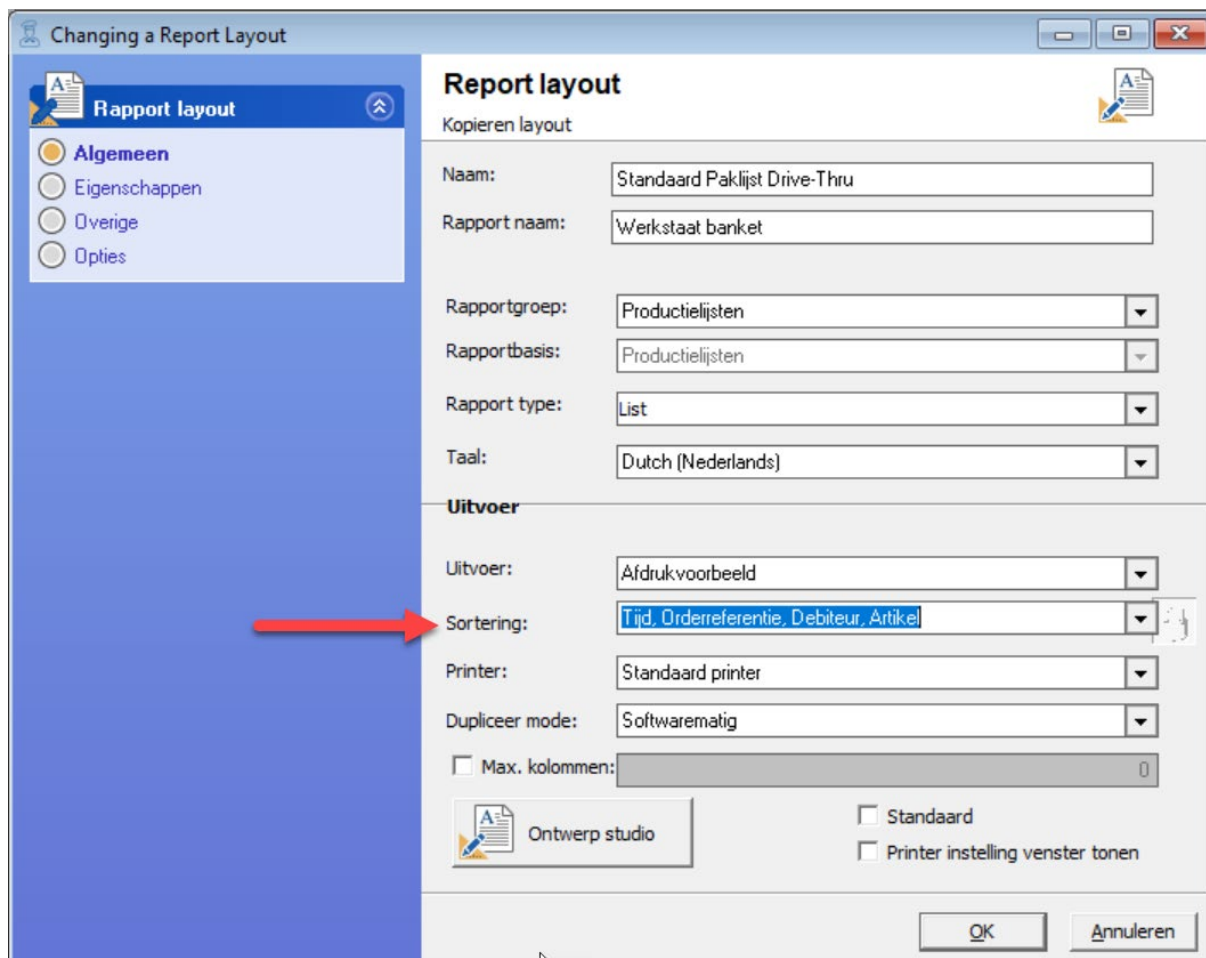 Changing a Report Layout
Rapport layout
Algemeen
Eigenschappen
Overige
Opties
Report layout
Kopieren layout
Naam: Standaard Paklijst Drive-Thru
Rapport naam: Werkstaat banket
Rapportgroep: Productielijsten
Rapportbasis: Productielijsten
Rapport type: List
Taal: Dutch (Nederlands)
Uitvoer
Uitvoer: Afdrukvoorbeeld
Sortering: Tijd, Orderreferentie, Debiteur, Artikel
Printer: Standaard printer
Dupliceer mode: Softwarematig
Max. kolommen: 0
Ontwerp studio
Standaard
Printer instelling venster tonen
OK Annuleren